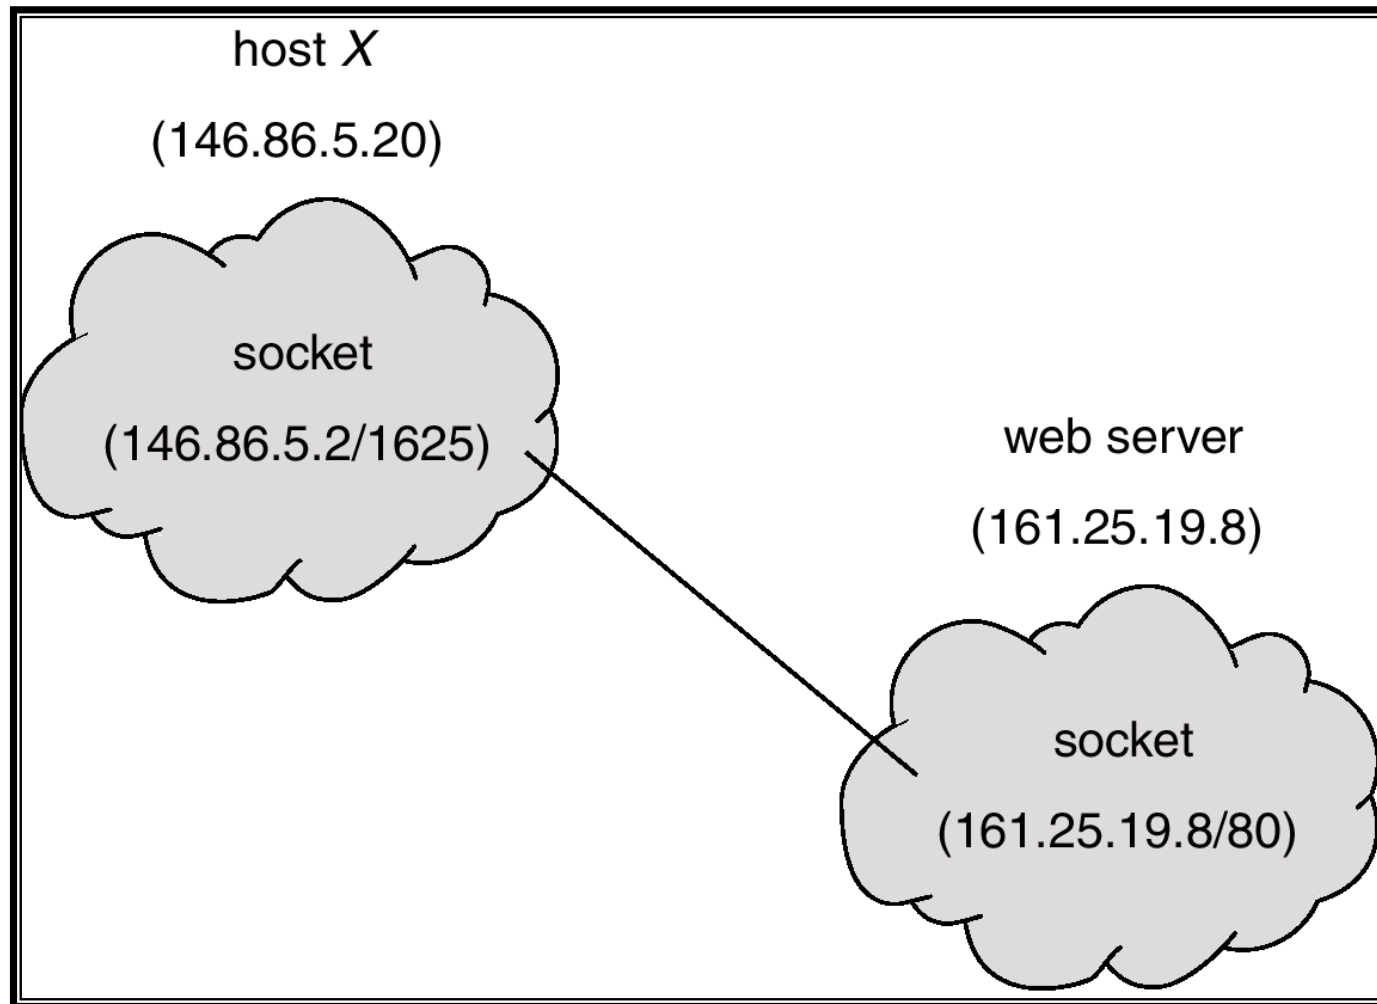 host X
(146.86.5.20)
socket
(146.86.5.2/1625)
web server
(161.25.19.8)
socket
(161.25.19.8/80)